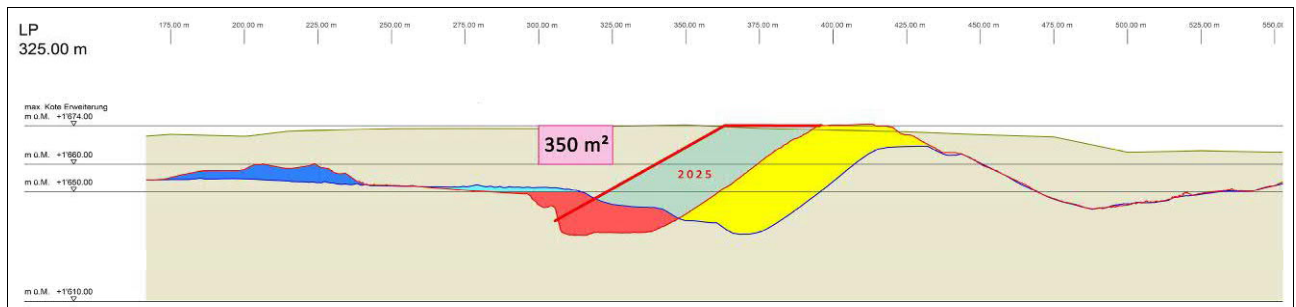 LP
325.00 m
175.00 m 200.00 m 225.00 m 250.00 m 275.00 m 300.00 m 325.00 m 350.00 m 375.00 m 400.00 m 425.00 m 450.00 m 475.00 m 500.00 m 525.00 m 550.0
max. Kote Erweiterung
m ü.M. +1'674.00
350 m²
m ü.M. +1'660.00
2025
m ü.M. +1'650.00
m ü.M. +1'610.00